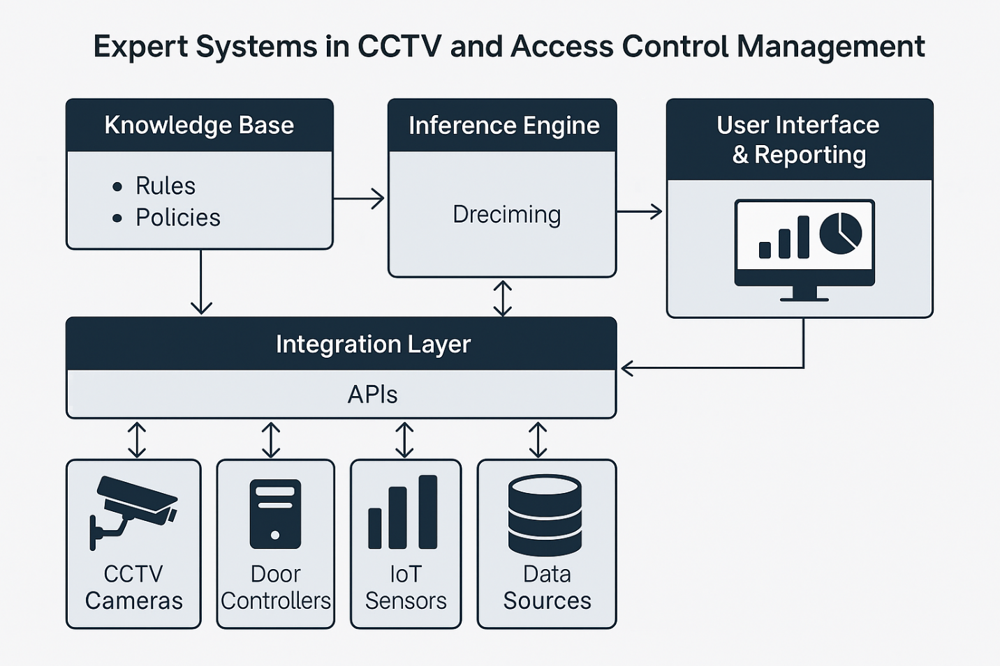 Expert Systems in CCTV and Access Control Management
Knowledge Base
• Rules
• Policies
Inference Engine
Dreciming
User Interface
& Reporting
Integration Layer
APIs
CCTV
Cameras
Door
Controllers
IoT
Sensors
Data
Sources